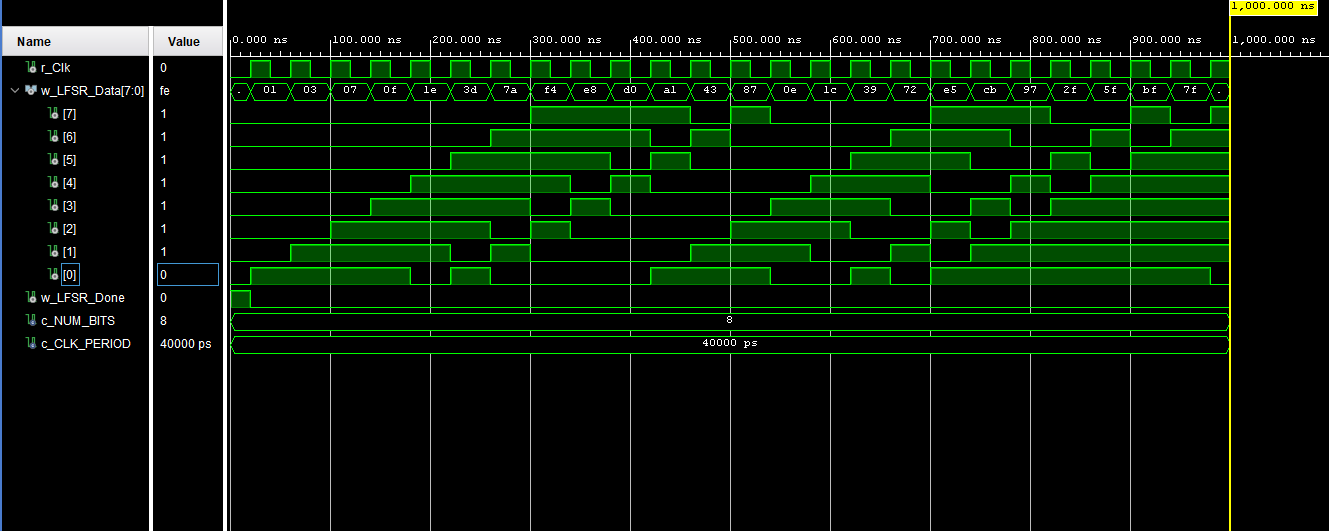 1,000.000 ns
Name Value 0.000 ns 100.000 ns 200.000 ns 300.000 ns 400.000 ns 500.000 ns 600.000 ns 700.000 ns 800.000 ns 900.000 ns 1,000.000 ns
r_Clk 0
w_LFSR_Data[7:0] fe . 01 03 07 0f 1e 3d 7a f4 e8 d0 a1 43 87 0e 1c 39 72 e5 cb 97 2f 5f bf 7f .
[7] 1
[6] 1
[5] 1
[4] 1
[3] 1
[2] 1
[1] 1
[0] 0
w_LFSR_Done 0
c_NUM_BITS 8 8
c_CLK_PERIOD 40000 ps 40000 ps